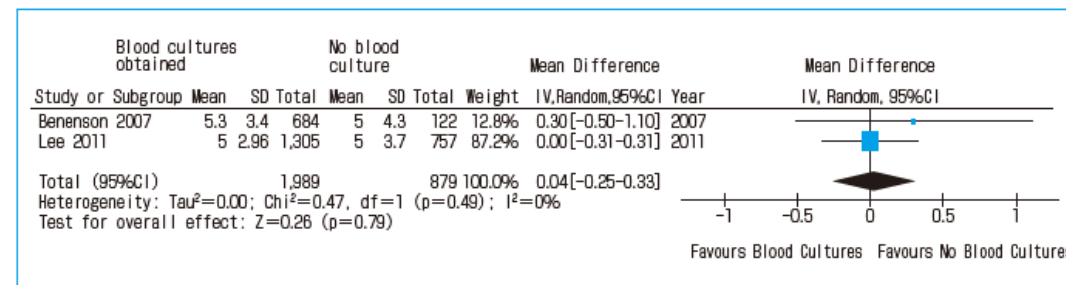 Blood cultures obtained No blood culture Mean Difference Mean Difference
Study or Subgroup Mean SD Total Mean SD Total Weight IV,Random,95%CI Year IV, Random, 95%CI
Benenson 2007 5.3 3.4 684 5 4.3 122 12.8% 0.30[-0.50-1.10] 2007
Lee 2011 5 2.96 1,305 5 3.7 757 87.2% 0.00[-0.31-0.31] 2011
Total (95%CI) 1,989 879 100.0% 0.04[-0.25-0.33]
Heterogeneity: Tau²=0.00; Chi²=0.47, df=1 (p=0.49); I²=0%
Test for overall effect: Z=0.26 (p=0.79)
-1 -0.5 0 0.5 1
Favours Blood Cultures Favours No Blood Cultures